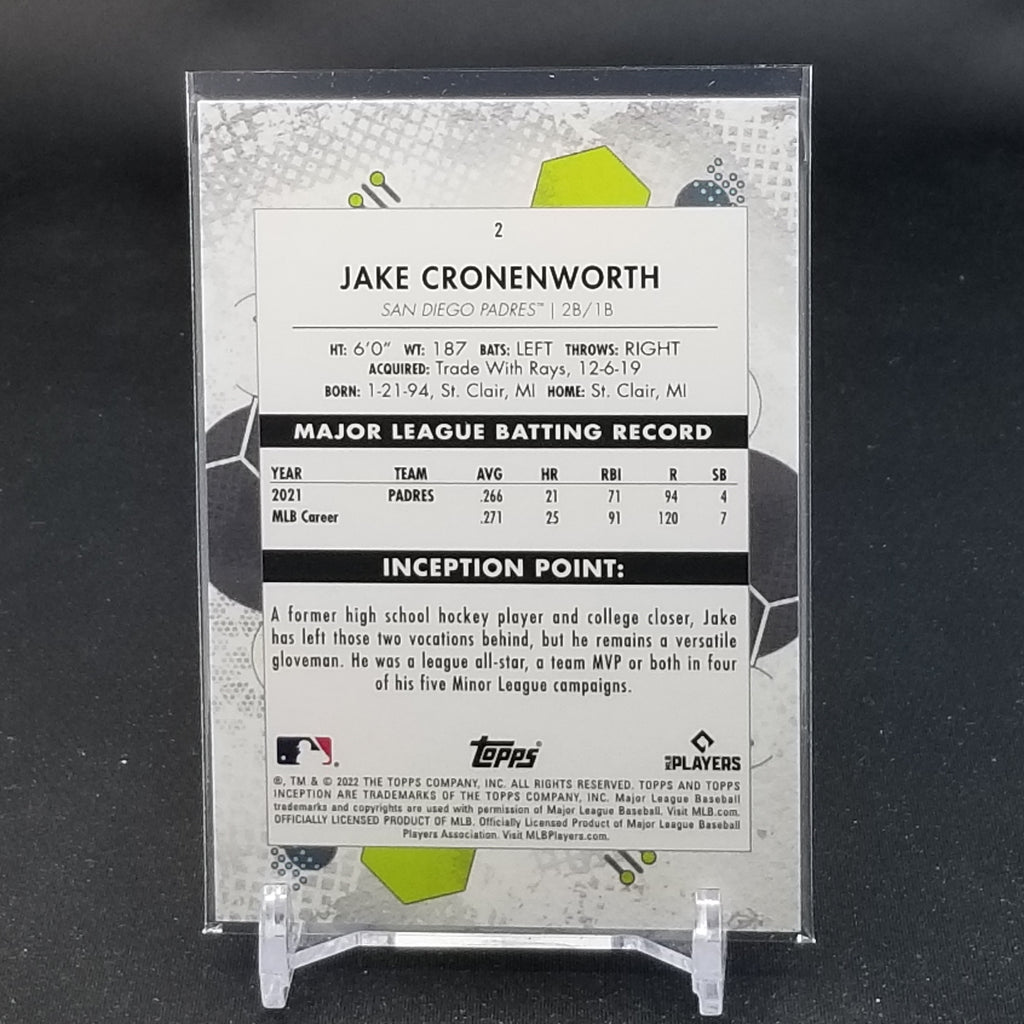 2
JAKE CRONENWORTH
SAN DIEGO PADRES™ | 2B/1B
HT: 6'0" WT: 187 BATS: LEFT THROWS: RIGHT
ACQUIRED: Trade With Rays, 12-6-19
BORN: 1-21-94, St. Clair, MI HOME: St. Clair, MI
MAJOR LEAGUE BATTING RECORD
YEAR TEAM AVG HR RBI R SB
2021 PADRES .266 21 71 94 4
MLB Career .271 25 91 120 7
INCEPTION POINT:
A former high school hockey player and college closer, Jake
has left those two vocations behind, but he remains a versatile
gloveman. He was a league all-star, a team MVP or both in four
of his five Minor League campaigns.
topps® MLB PLAYERS
®, TM & © 2022 THE TOPPS COMPANY, INC. ALL RIGHTS RESERVED. TOPPS AND TOPPS
INCEPTION ARE TRADEMARKS OF THE TOPPS COMPANY, INC. Major League Baseball
trademarks and copyrights are used with permission of Major League Baseball. Visit MLB.com.
OFFICIALLY LICENSED PRODUCT OF MLB. Officially Licensed Product of Major League Baseball
Players Association. Visit MLBPlayers.com.